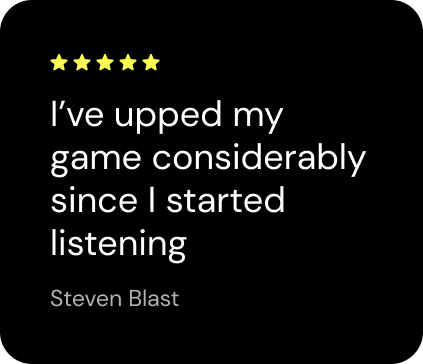 I’ve upped my
game considerably
since I started
listening
Steven Blast